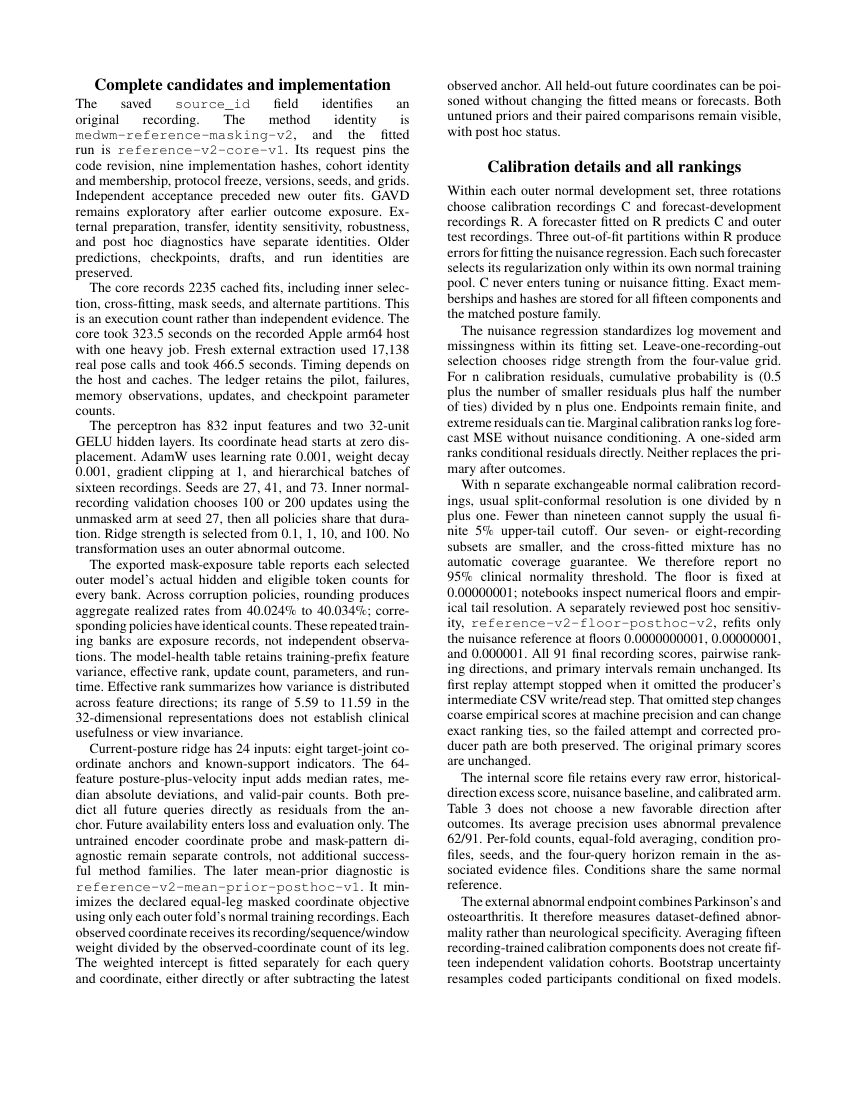 Complete candidates and implementation
The saved source_id field identifies an
original recording. The method identity is
medwm-reference-masking-v2, and the fitted
run is reference-v2-core-v1. Its request pins the
code revision, nine implementation hashes, cohort identity
and membership, protocol freeze, versions, seeds, and grids.
Independent acceptance preceded new outer fits. GAVD
remains exploratory after earlier outcome exposure. Ex-
ternal preparation, transfer, identity sensitivity, robustness,
and post hoc diagnostics have separate identities. Older
predictions, checkpoints, drafts, and run identities are
preserved.
The core records 2235 cached fits, including inner selec-
tion, cross-fitting, mask seeds, and alternate partitions. This
is an execution count rather than independent evidence. The
core took 323.5 seconds on the recorded Apple arm64 host
with one heavy job. Fresh external extraction used 17,138
real pose calls and took 466.5 seconds. Timing depends on
the host and caches. The ledger retains the pilot, failures,
memory observations, updates, and checkpoint parameter
counts.
The perceptron has 832 input features and two 32-unit
GELU hidden layers. Its coordinate head starts at zero dis-
placement. AdamW uses learning rate 0.001, weight decay
0.001, gradient clipping at 1, and hierarchical batches of
sixteen recordings. Seeds are 27, 41, and 73. Inner normal-
recording validation chooses 100 or 200 updates using the
unmasked arm at seed 27, then all policies share that dura-
tion. Ridge strength is selected from 0.1, 1, 10, and 100. No
transformation uses an outer abnormal outcome.
The exported mask-exposure table reports each selected
outer model's actual hidden and eligible token counts for
every bank. Across corruption policies, rounding produces
aggregate realized rates from 40.024% to 40.034%; corre-
sponding policies have identical counts. These repeated train-
ing banks are exposure records, not independent observa-
tions. The model-health table retains training-prefix feature
variance, effective rank, update count, parameters, and run-
time. Effective rank summarizes how variance is distributed
across feature directions; its range of 5.59 to 11.59 in the
32-dimensional representations does not establish clinical
usefulness or view invariance.
Current-posture ridge has 24 inputs: eight target-joint co-
ordinate anchors and known-support indicators. The 64-
feature posture-plus-velocity input adds median rates, me-
dian absolute deviations, and valid-pair counts. Both pre-
dict all future queries directly as residuals from the an-
chor. Future availability enters loss and evaluation only. The
untrained encoder coordinate probe and mask-pattern di-
agnostic remain separate controls, not additional success-
ful method families. The later mean-prior diagnostic is
reference-v2-mean-prior-posthoc-v1. It min-
imizes the declared equal-leg masked coordinate objective
using only each outer fold's normal training recordings. Each
observed coordinate receives its recording/sequence/window
weight divided by the observed-coordinate count of its leg.
The weighted intercept is fitted separately for each query
and coordinate, either directly or after subtracting the latest
observed anchor. All held-out future coordinates can be poi-
soned without changing the fitted means or forecasts. Both
untuned priors and their paired comparisons remain visible,
with post hoc status.
Calibration details and all rankings
Within each outer normal development set, three rotations
choose calibration recordings C and forecast-development
recordings R. A forecaster fitted on R predicts C and outer
test recordings. Three out-of-fit partitions within R produce
errors for fitting the nuisance regression. Each such forecaster
selects its regularization only within its own normal training
pool. C never enters tuning or nuisance fitting. Exact mem-
berships and hashes are stored for all fifteen components and
the matched posture family.
The nuisance regression standardizes log movement and
missingness within its fitting set. Leave-one-recording-out
selection chooses ridge strength from the four-value grid.
For n calibration residuals, cumulative probability is (0.5
plus the number of smaller residuals plus half the number
of ties) divided by n plus one. Endpoints remain finite, and
extreme residuals can tie. Marginal calibration ranks log fore-
cast MSE without nuisance conditioning. A one-sided arm
ranks conditional residuals directly. Neither replaces the pri-
mary after outcomes.
With n separate exchangeable normal calibration record-
ings, usual split-conformal resolution is one divided by n
plus one. Fewer than nineteen cannot supply the usual fi-
nite 5% upper-tail cutoff. Our seven- or eight-recording
subsets are smaller, and the cross-fitted mixture has no
automatic coverage guarantee. We therefore report no
95% clinical normality threshold. The floor is fixed at
0.00000001; notebooks inspect numerical floors and empir-
ical tail resolution. A separately reviewed post hoc sensitiv-
ity, reference-v2-floor-posthoc-v2, refits only
the nuisance reference at floors 0.0000000001, 0.00000001,
and 0.000001. All 91 final recording scores, pairwise rank-
ing directions, and primary intervals remain unchanged. Its
first replay attempt stopped when it omitted the producer's
intermediate CSV write/read step. That omitted step changes
coarse empirical scores at machine precision and can change
exact ranking ties, so the failed attempt and corrected pro-
ducer path are both preserved. The original primary scores
are unchanged.
The internal score file retains every raw error, historical-
direction excess score, nuisance baseline, and calibrated arm.
Table 3 does not choose a new favorable direction after
outcomes. Its average precision uses abnormal prevalence
62/91. Per-fold counts, equal-fold averaging, condition pro-
files, seeds, and the four-query horizon remain in the as-
sociated evidence files. Conditions share the same normal
reference.
The external abnormal endpoint combines Parkinson's and
osteoarthritis. It therefore measures dataset-defined abnor-
mality rather than neurological specificity. Averaging fifteen
recording-trained calibration components does not create fif-
teen independent validation cohorts. Bootstrap uncertainty
resamples coded participants conditional on fixed models.